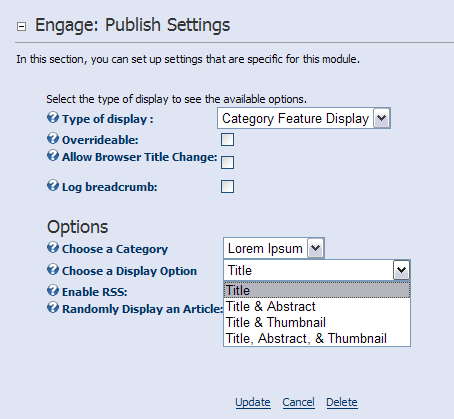 Engage: Publish Settings
In this section, you can set up settings that are specific for this module.
Select the type of display to see the available options.
Type of display : Category Feature Display
Overrideable:
Allow Browser Title Change:
Log breadcrumb:
Options
Choose a Category Lorem Ipsum
Choose a Display Option Title
Enable RSS: Title
Title & Abstract
Randomly Display an Article: Title & Thumbnail
Title, Abstract, & Thumbnail
Update Cancel Delete